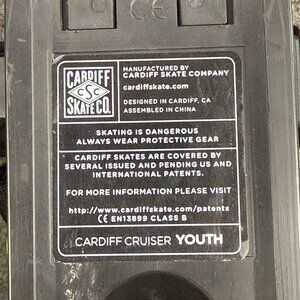 CARDIFF
CSC
SKATE CO.
MANUFACTURED BY
CARDIFF SKATE COMPANY
cardiffskate.com
DESIGNED IN CARDIFF, CA
ASSEMBLED IN CHINA
SKATING IS DANGEROUS
ALWAYS WEAR PROTECTIVE GEAR
CARDIFF SKATES ARE COVERED BY
SEVERAL ISSUED AND PENDING US AND
INTERNATIONAL PATENTS.
FOR MORE INFORMATION PLEASE VISIT
http://www.cardiffskate.com/patents
CE EN13899 CLASS B
CARDIFF CRUISER YOUTH